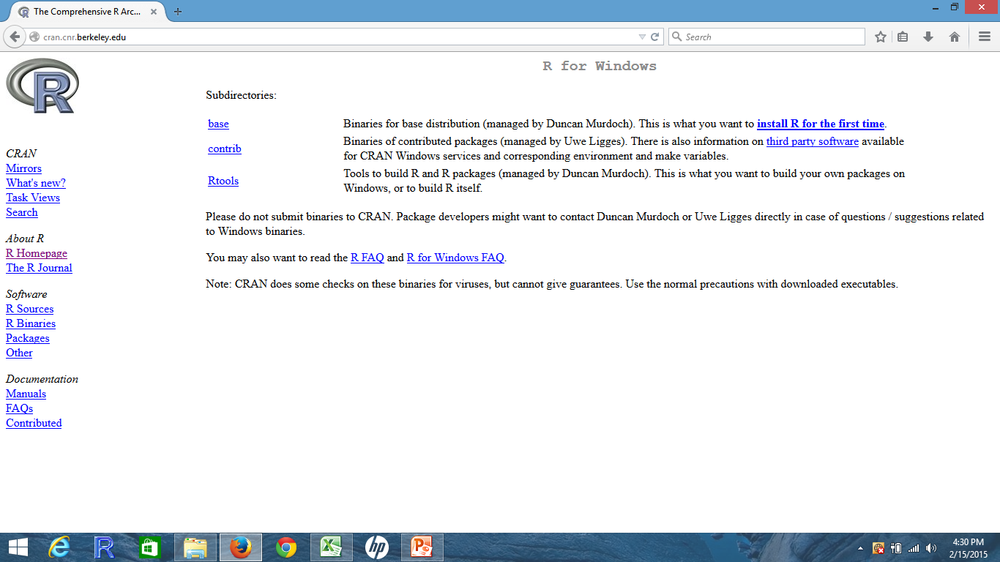 The Comprehensive R Arc...
cran.cnr.berkeley.edu
Search
R
CRAN
Mirrors
What's new?
Task Views
Search
About R
R Homepage
The R Journal
Software
R Sources
R Binaries
Packages
Other
Documentation
Manuals
FAQs
Contributed
R for Windows
Subdirectories:
base
Binaries for base distribution (managed by Duncan Murdoch). This is what you want to install R for the first time.
contrib
Binaries of contributed packages (managed by Uwe Ligges). There is also information on third party software available
for CRAN Windows services and corresponding environment and make variables.
Rtools
Tools to build R and R packages (managed by Duncan Murdoch). This is what you want to build your own packages on
Windows, or to build R itself.
Please do not submit binaries to CRAN. Package developers might want to contact Duncan Murdoch or Uwe Ligges directly in case of questions / suggestions related
to Windows binaries.
You may also want to read the R FAQ and R for Windows FAQ.
Note: CRAN does some checks on these binaries for viruses, but cannot give guarantees. Use the normal precautions with downloaded executables.
R
hp
4:30 PM
2/15/2015